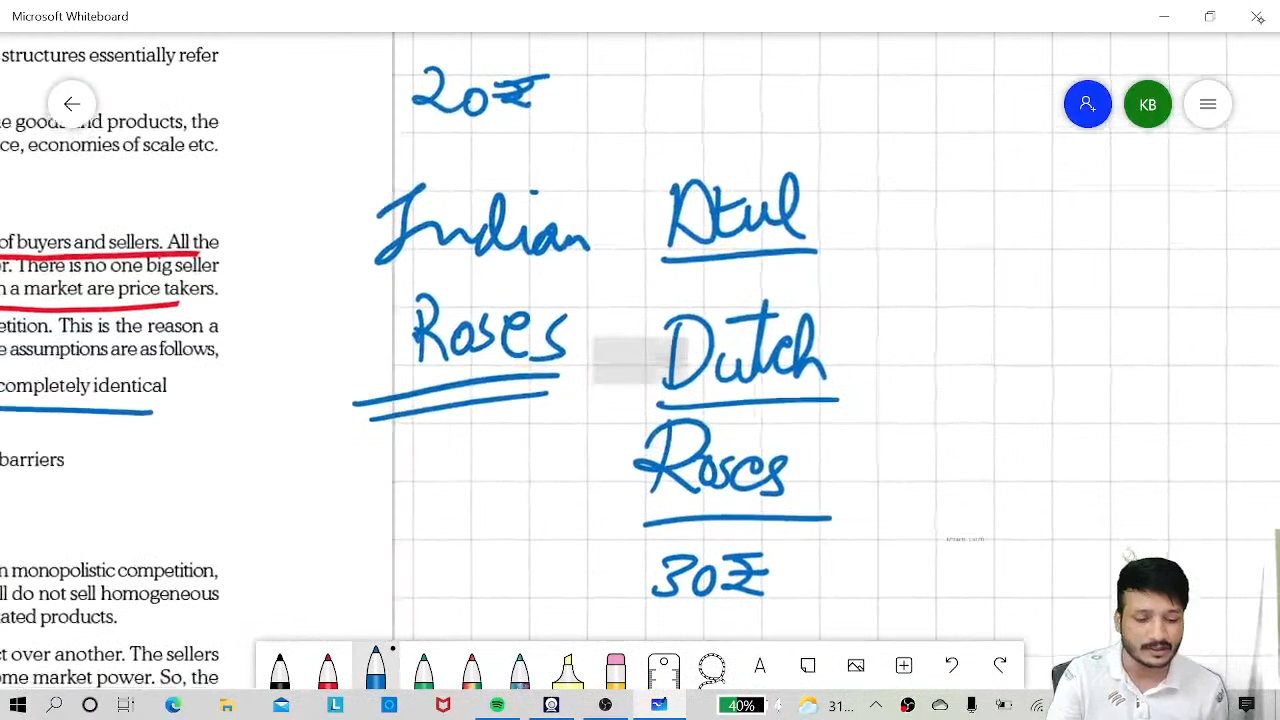 Microsoft Whiteboard
structures essentially refer
e goods and products, the
ce, economies of scale etc.
of buyers and sellers. All the
er. There is no one big seller
n a market are price takers.
etition. This is the reason a
e assumptions are as follows,
completely identical
barriers
n monopolistic competition,
ll do not sell homogeneous
ated products.
ct over another. The sellers
ome market power. So, the
20₹
Indian
Roses
Atul
Dutch
Roses
30₹
KB
A
L
40%
31...